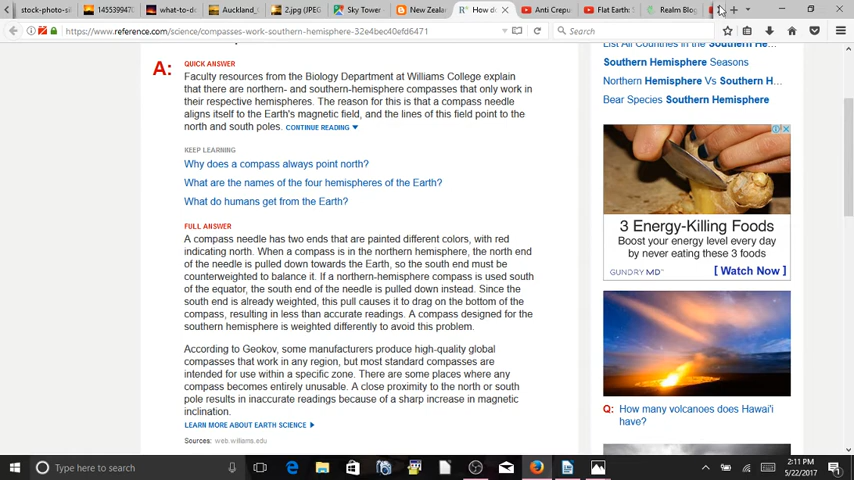 stock-photo-si
1455399470
what-to-do
Auckland_
2.jpg (JPEG
Sky Tower
New Zeala
How do
Anti Crepu
Flat Earth: S
Realm Blog
https://www.reference.com/science/compasses-work-southern-hemisphere-32e4bec40efd6471
Search
A:
QUICK ANSWER
Faculty resources from the Biology Department at Williams College explain
that there are northern- and southern-hemisphere compasses that only work in
their respective hemispheres. The reason for this is that a compass needle
aligns itself to the Earth's magnetic field, and the lines of this field point to the
north and south poles. CONTINUE READING
KEEP LEARNING
Why does a compass always point north?
What are the names of the four hemispheres of the Earth?
What do humans get from the Earth?
FULL ANSWER
A compass needle has two ends that are painted different colors, with red
indicating north. When a compass is in the northern hemisphere, the north end
of the needle is pulled down towards the Earth, so the south end must be
counterweighted to balance it. If a northern-hemisphere compass is used south
of the equator, the south end of the needle is pulled down instead. Since the
south end is already weighted, this pull causes it to drag on the bottom of the
compass, resulting in less than accurate readings. A compass designed for the
southern hemisphere is weighted differently to avoid this problem.
According to Geokov, some manufacturers produce high-quality global
compasses that work in any region, but most standard compasses are
intended for use within a specific zone. There are some places where any
compass becomes entirely unusable. A close proximity to the north or south
pole results in inaccurate readings because of a sharp increase in magnetic
inclination.
LEARN MORE ABOUT EARTH SCIENCE
Sources: web.williams.edu
List All Countries in the Southern He...
Southern Hemisphere Seasons
Northern Hemisphere Vs Southern H...
Bear Species Southern Hemisphere
3 Energy-Killing Foods
Boost your energy level every day
by never eating these 3 foods
GUNDRY MD
[ Watch Now ]
Q: How many volcanoes does Hawai'i
have?
Type here to search
2:11 PM
5/22/2017